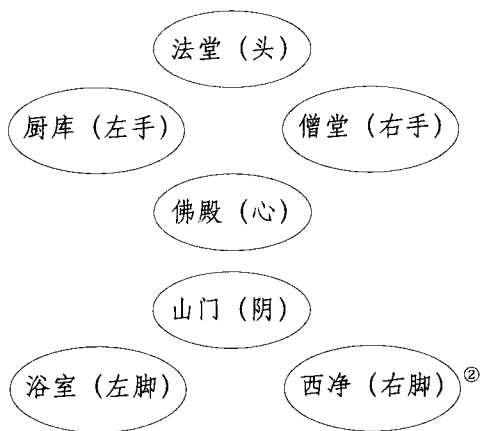 法堂（头）
厨库（左手） 僧堂（右手）
佛殿（心）
山门（阴）
浴室（左脚） 西净（右脚）②